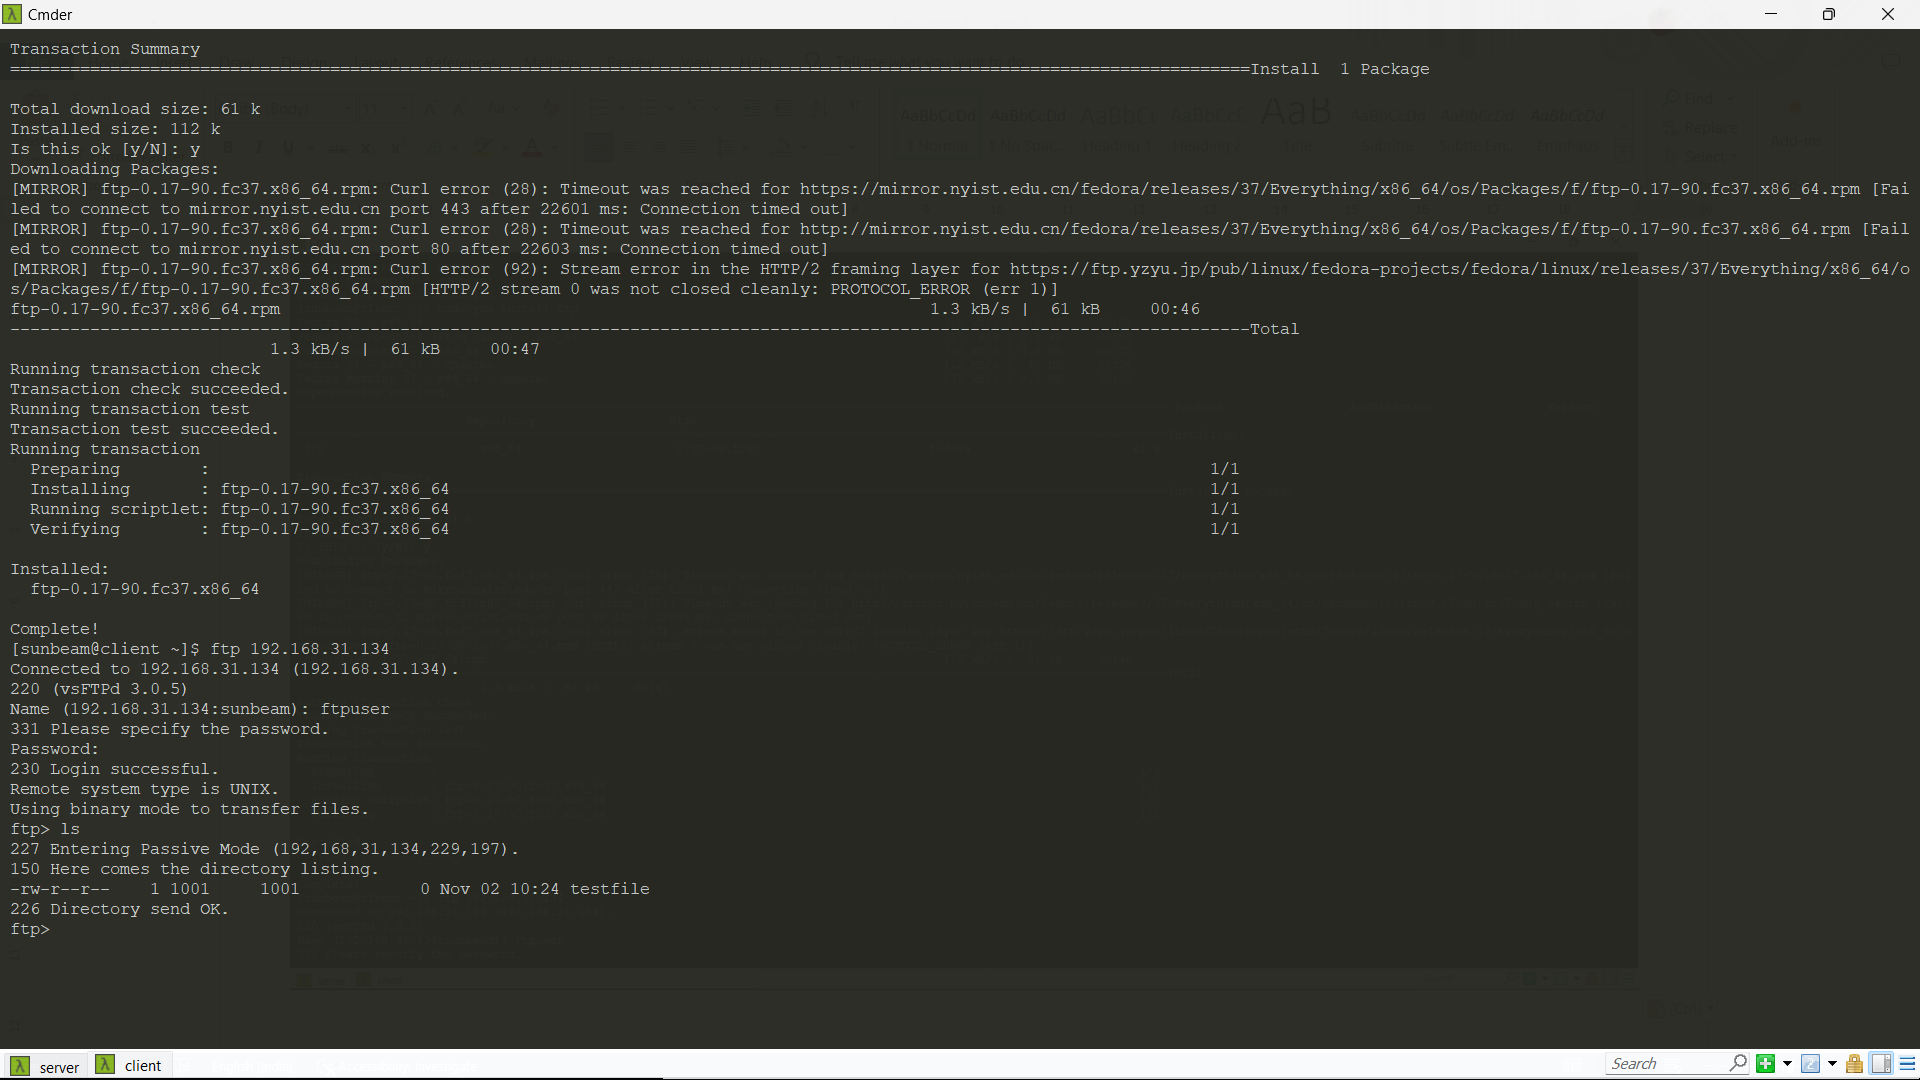 Cmder
Transaction Summary
============================================================================================================================Install  1 Package
Total download size: 61 k
Installed size: 112 k
Is this ok [y/N]: y
Downloading Packages:
[MIRROR] ftp-0.17-90.fc37.x86_64.rpm: Curl error (28): Timeout was reached for https://mirror.nyist.edu.cn/fedora/releases/37/Everything/x86_64/os/Packages/f/ftp-0.17-90.fc37.x86_64.rpm [Fai
led to connect to mirror.nyist.edu.cn port 443 after 22601 ms: Connection timed out]
[MIRROR] ftp-0.17-90.fc37.x86_64.rpm: Curl error (28): Timeout was reached for http://mirror.nyist.edu.cn/fedora/releases/37/Everything/x86_64/os/Packages/f/ftp-0.17-90.fc37.x86_64.rpm [Fail
ed to connect to mirror.nyist.edu.cn port 80 after 22603 ms: Connection timed out]
[MIRROR] ftp-0.17-90.fc37.x86_64.rpm: Curl error (92): Stream error in the HTTP/2 framing layer for https://ftp.yzyu.jp/pub/linux/fedora-projects/fedora/linux/releases/37/Everything/x86_64/o
s/Packages/f/ftp-0.17-90.fc37.x86_64.rpm [HTTP/2 stream 0 was not closed cleanly: PROTOCOL_ERROR (err 1)]
ftp-0.17-90.fc37.x86_64.rpm                                                                 1.3 kB/s |  61 kB     00:46
----------------------------------------------------------------------------------------------------------------------------Total
                          1.3 kB/s |  61 kB     00:47
Running transaction check
Transaction check succeeded.
Running transaction test
Transaction test succeeded.
Running transaction
  Preparing        :                                                                                                    1/1
  Installing       : ftp-0.17-90.fc37.x86_64                                                                            1/1
  Running scriptlet: ftp-0.17-90.fc37.x86_64                                                                            1/1
  Verifying        : ftp-0.17-90.fc37.x86_64                                                                            1/1
Installed:
  ftp-0.17-90.fc37.x86_64
Complete!
[sunbeam@client ~]$ ftp 192.168.31.134
Connected to 192.168.31.134 (192.168.31.134).
220 (vsFTPd 3.0.5)
Name (192.168.31.134:sunbeam): ftpuser
331 Please specify the password.
Password:
230 Login successful.
Remote system type is UNIX.
Using binary mode to transfer files.
ftp> ls
227 Entering Passive Mode (192,168,31,134,229,197).
150 Here comes the directory listing.
-rw-r--r--    1 1001     1001            0 Nov 02 10:24 testfile
226 Directory send OK.
ftp>
server client Search